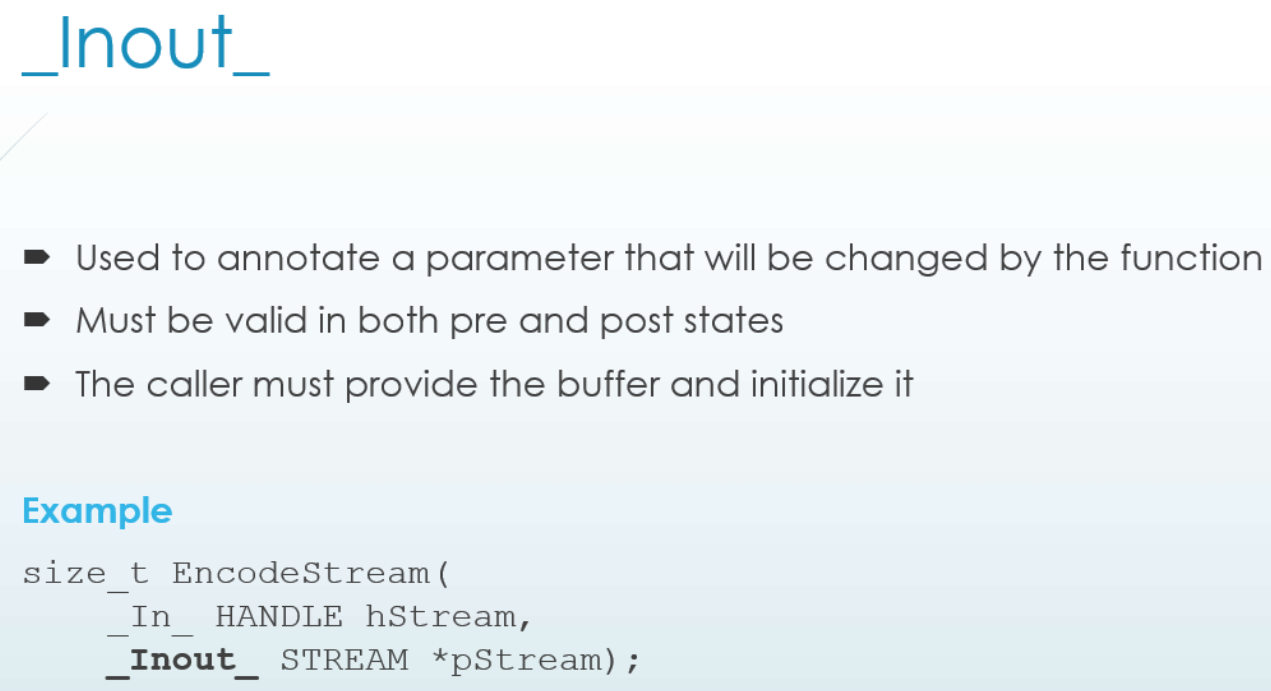 _Inout_
Used to annotate a parameter that will be changed by the function
Must be valid in both pre and post states
The caller must provide the buffer and initialize it
Example
size_t EncodeStream(
_In_ HANDLE hStream,
_Inout_ STREAM *pStream);